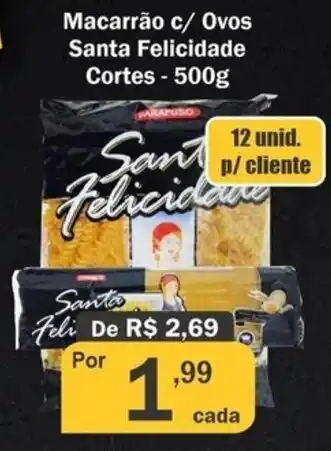 Macarrão c/ Ovos
Santa Felicidade
Cortes - 500g
PARAFUSO
12 unid.
p/ cliente
Santa
Felicidade
Santa
Feli
De R$ 2,69
Por
1,99
cada